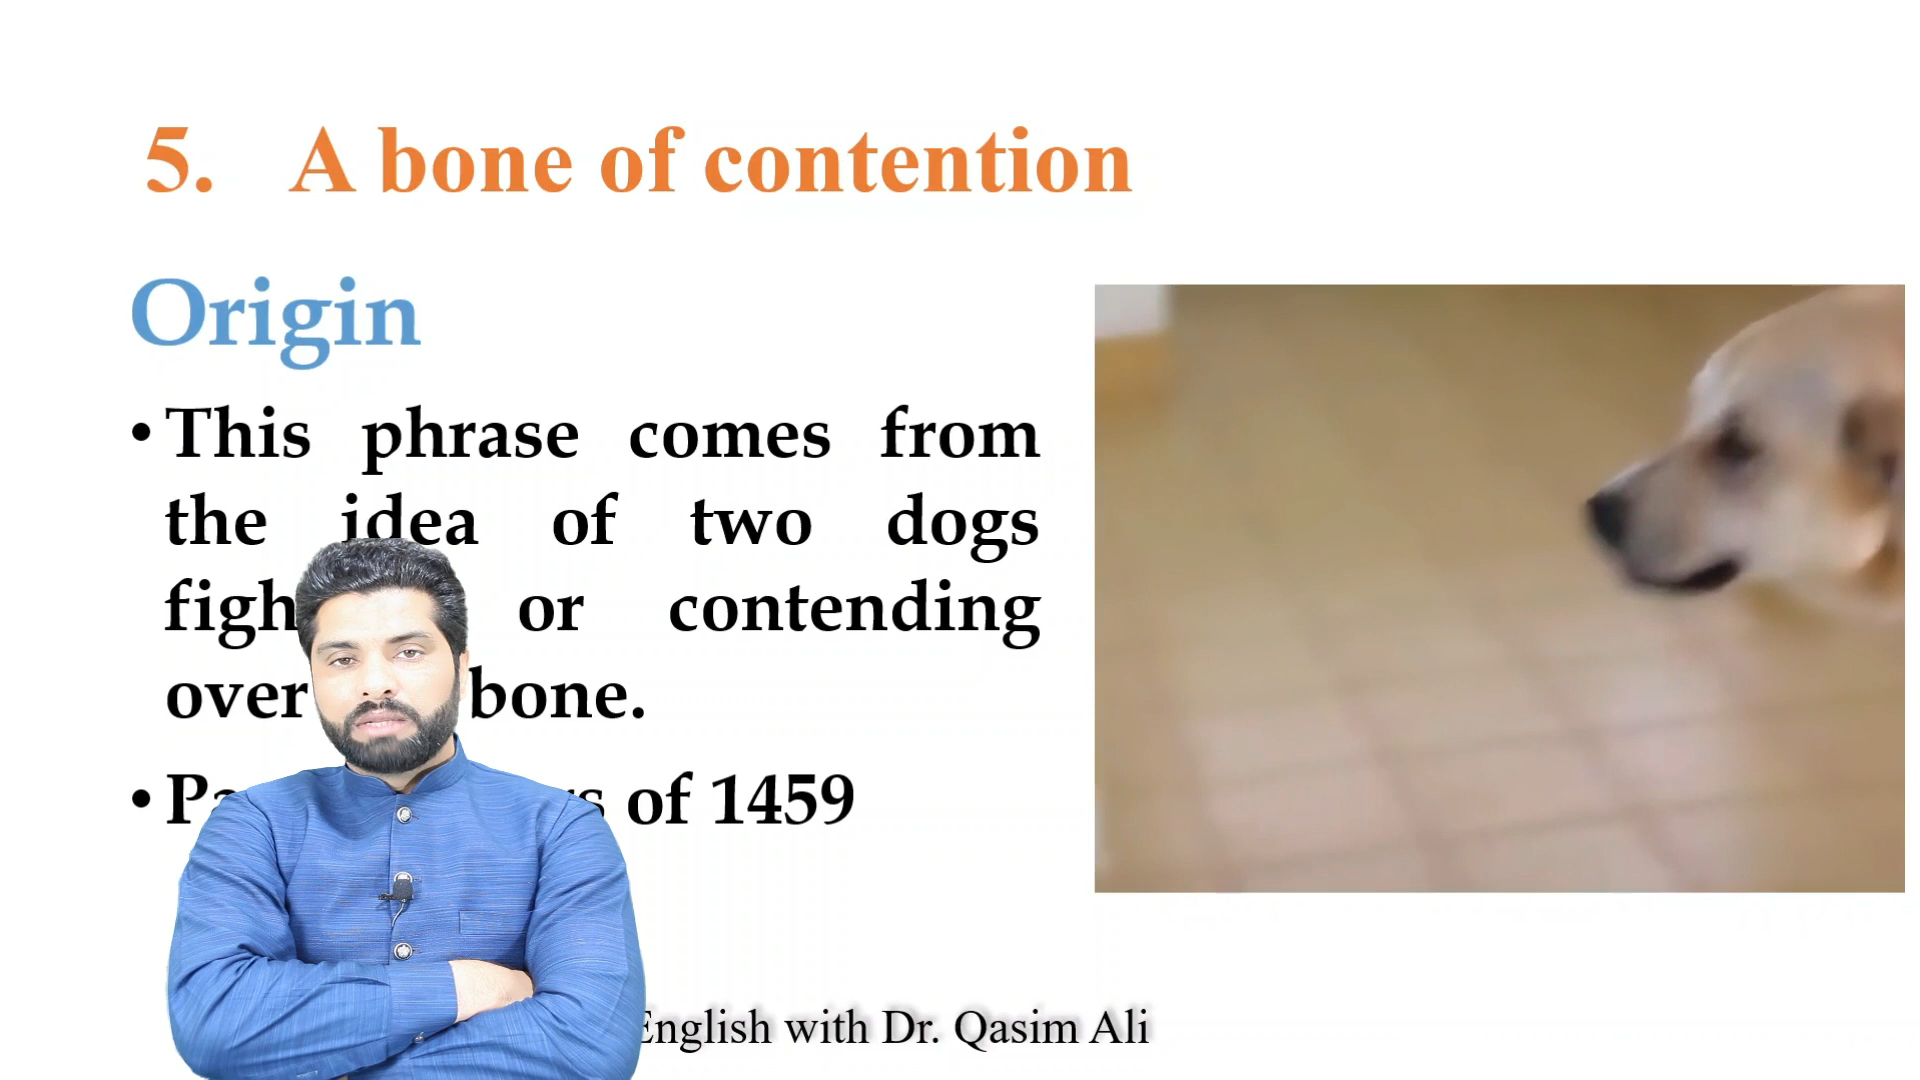 5. A bone of contention
Origin
• This phrase comes from
the idea of two dogs
or contending
over bone.
• of 1459
English with Dr. Qasim Ali